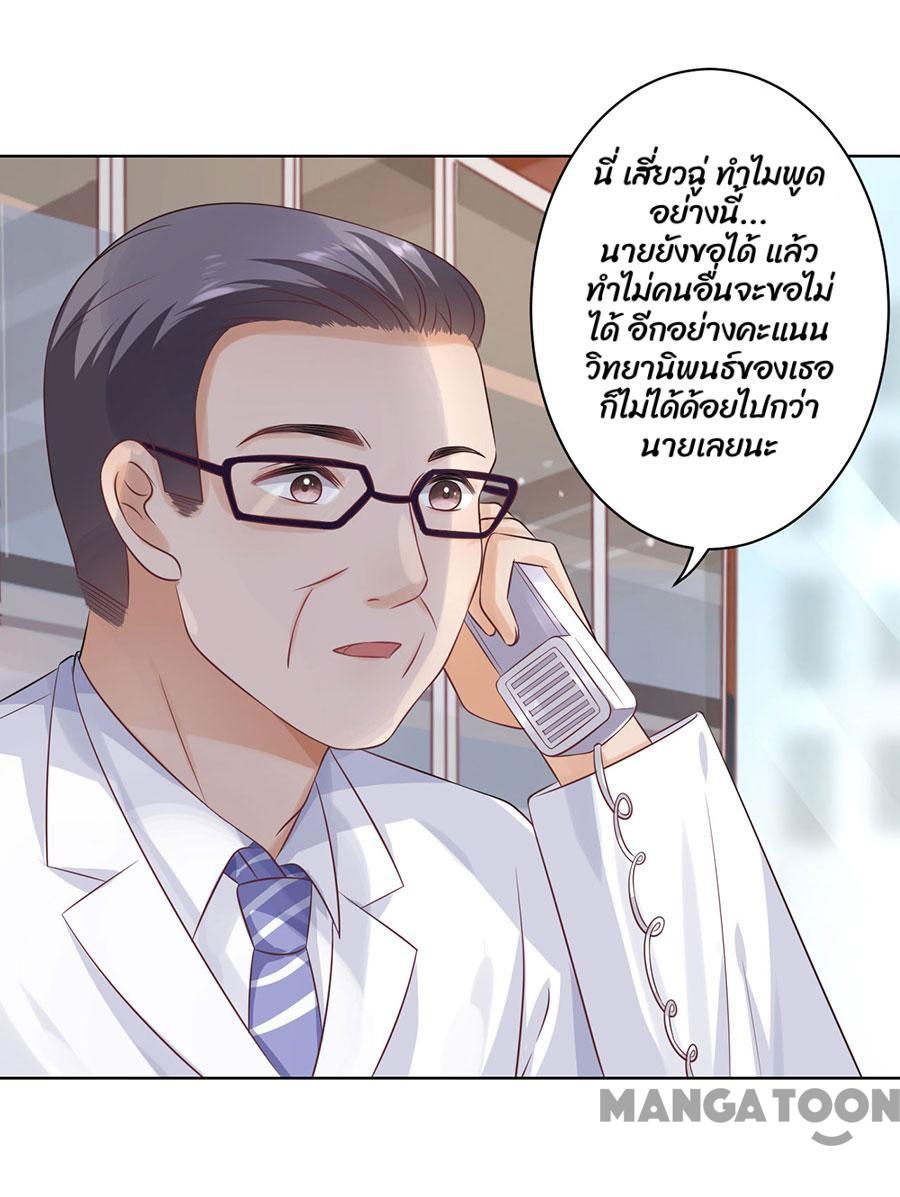 นี่ เสี่ยวฉู่ ทำไมพูด
อย่างนี้...
นายยังขอได้ แล้ว
ทำไม่คนอื่นจะขอไม่
ได้ อีกอย่างคะแนน
วิทยานิพนธ์ของเธอ
ก็ไม่ได้ด้อยไปกว่า
นายเลยนะ
MANGATOON